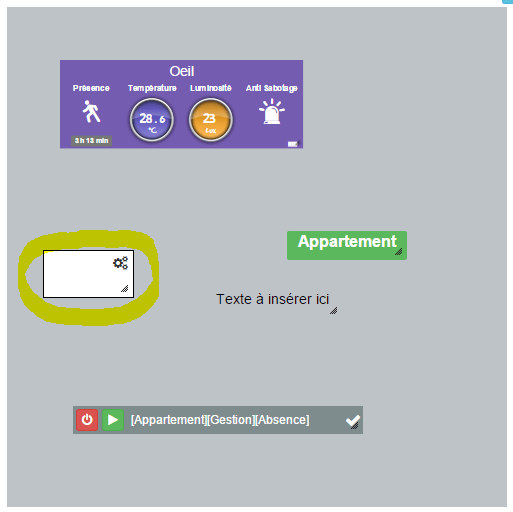 Oeil
Présence Température Luminosité Anti Sabotage
28.6 23
°C Lux
3h 13 min
Appartement
Texte à insérer ici
[Appartement][Gestion][Absence]